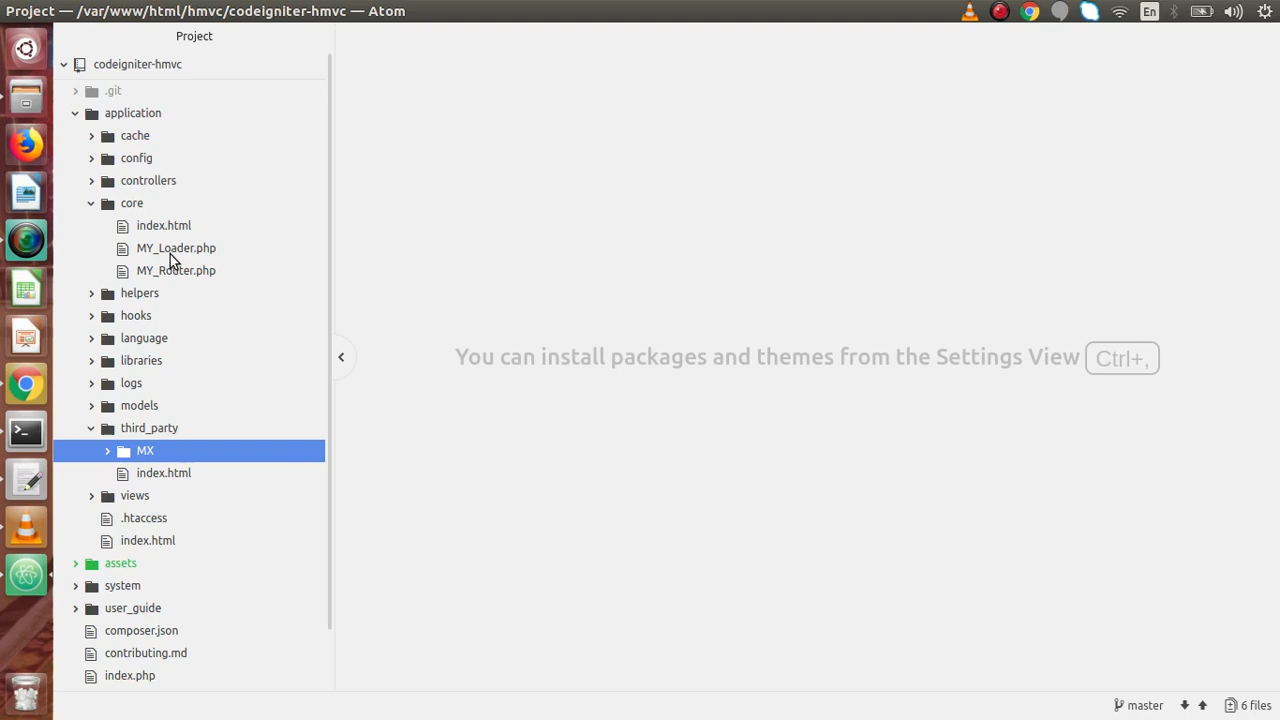 Project — /var/www/html/hmvc/codeigniter-hmvc — Atom
En
Project
codeigniter-hmvc
.git
application
cache
config
controllers
core
index.html
MY_Loader.php
MY_Router.php
helpers
hooks
language
libraries
logs
models
third_party
MX
index.html
views
.htaccess
index.html
assets
system
user_guide
composer.json
contributing.md
index.php
You can install packages and themes from the Settings View Ctrl+,
master
6 files